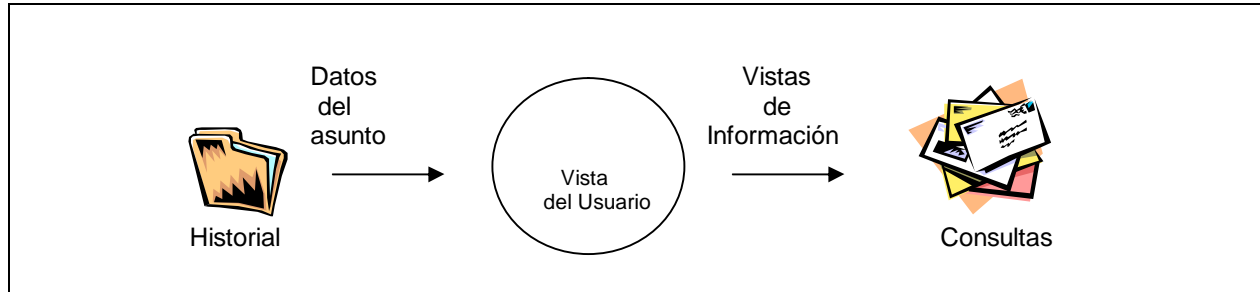 Datos
del
asunto
Vistas
de
Información
Vista
del Usuario
Historial
Consultas